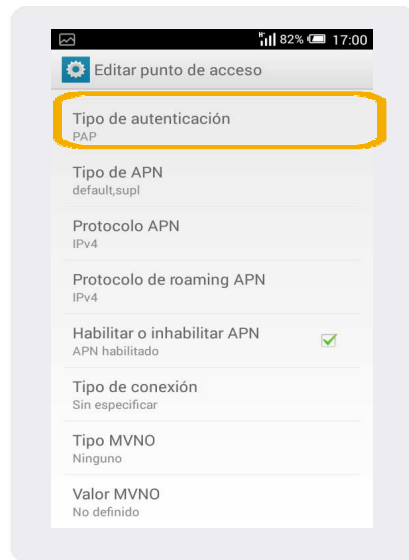 82% 17:00
Editar punto de acceso
Tipo de autenticación
PAP
Tipo de APN
default,supl
Protocolo APN
IPv4
Protocolo de roaming APN
IPv4
Habilitar o inhabilitar APN
APN habilitado
Tipo de conexión
Sin especificar
Tipo MVNO
Ninguno
Valor MVNO
No definido